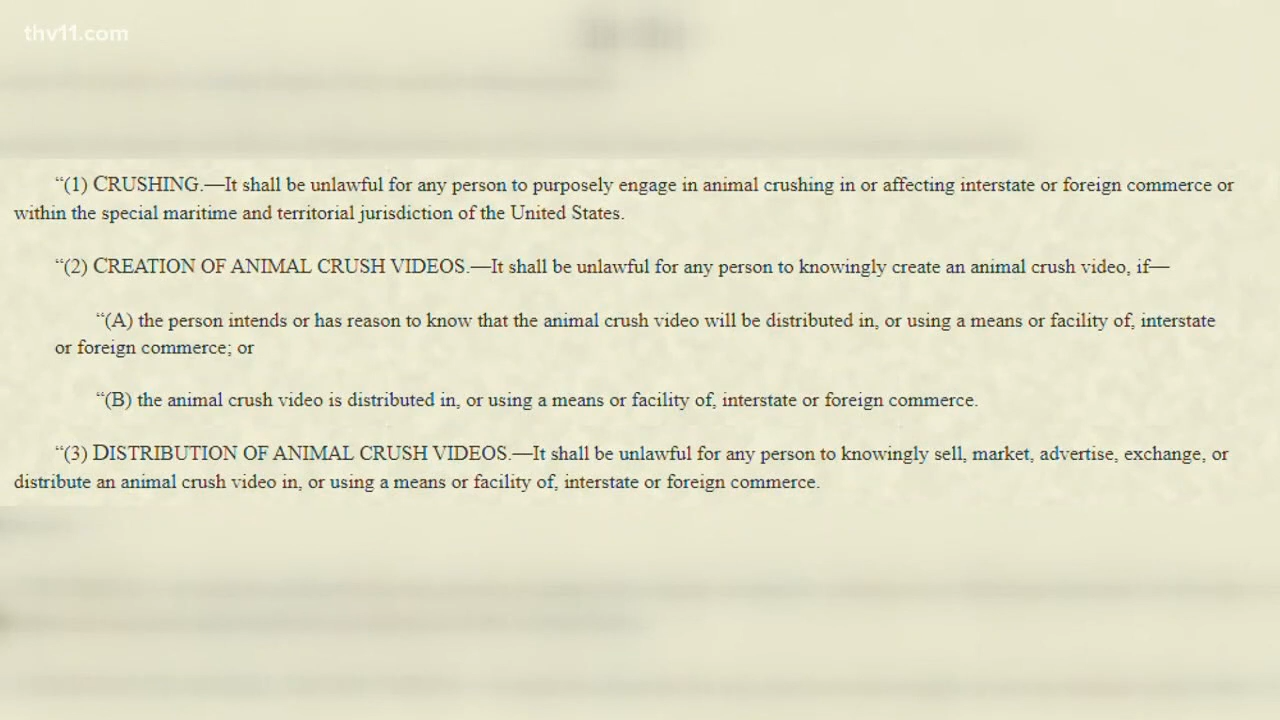 thv11.com
“(1) CRUSHING.—It shall be unlawful for any person to purposely engage in animal crushing in or affecting interstate or foreign commerce or
within the special maritime and territorial jurisdiction of the United States.
“(2) CREATION OF ANIMAL CRUSH VIDEOS.—It shall be unlawful for any person to knowingly create an animal crush video, if—
“(A) the person intends or has reason to know that the animal crush video will be distributed in, or using a means or facility of, interstate
or foreign commerce; or
“(B) the animal crush video is distributed in, or using a means or facility of, interstate or foreign commerce.
“(3) DISTRIBUTION OF ANIMAL CRUSH VIDEOS.—It shall be unlawful for any person to knowingly sell, market, advertise, exchange, or
distribute an animal crush video in, or using a means or facility of, interstate or foreign commerce.